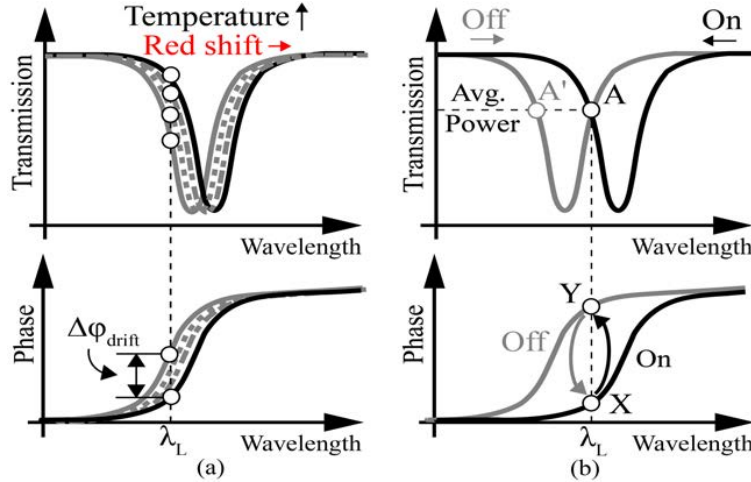 Temperature ↑
Red shift →
Transmission
Wavelength
Phase
Δφdrift
λL
Wavelength
(a)
Off
On
A'
A
Avg.
Power
Transmission
Wavelength
Phase
Y
Off
On
X
λL
Wavelength
(b)